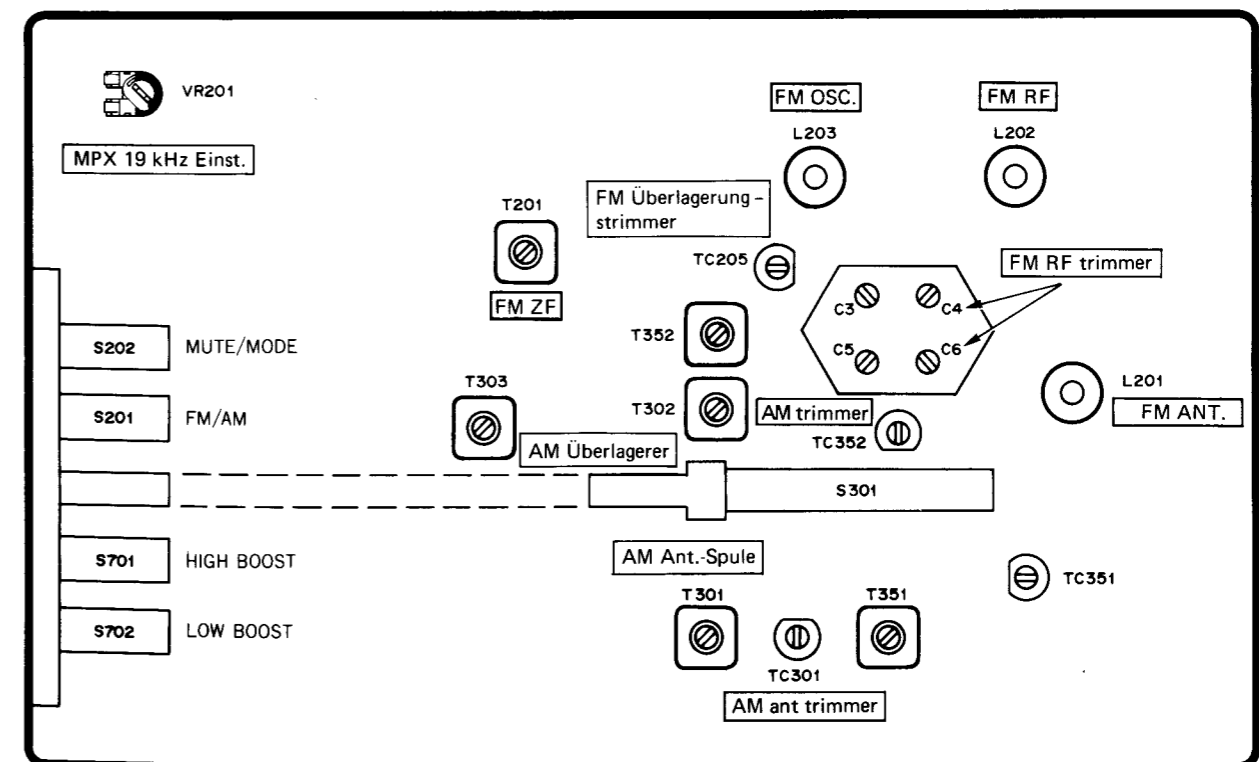 VR201
MPX 19 kHz Einst.
FM OSC.
L203
FM RF
L202
T201
FM ZF
FM Überlagerung –
strimmer
TC205
FM RF trimmer
C3
C4
C5
C6
T352
T302
AM trimmer
TC352
L201
FM ANT.
T303
AM Überlagerer
S202
MUTE/MODE
S201
FM/AM
S301
S701
HIGH BOOST
S702
LOW BOOST
AM Ant.-Spule
T301
T351
TC351
TC301
AM ant trimmer